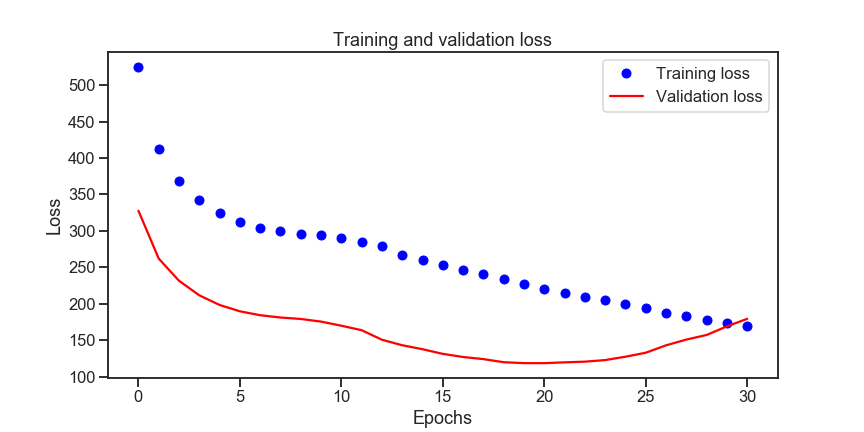 Training and validation loss
Training loss
Validation loss
500
450
400
350
300
250
200
150
100
Loss
0 5 10 15 20 25 30
Epochs